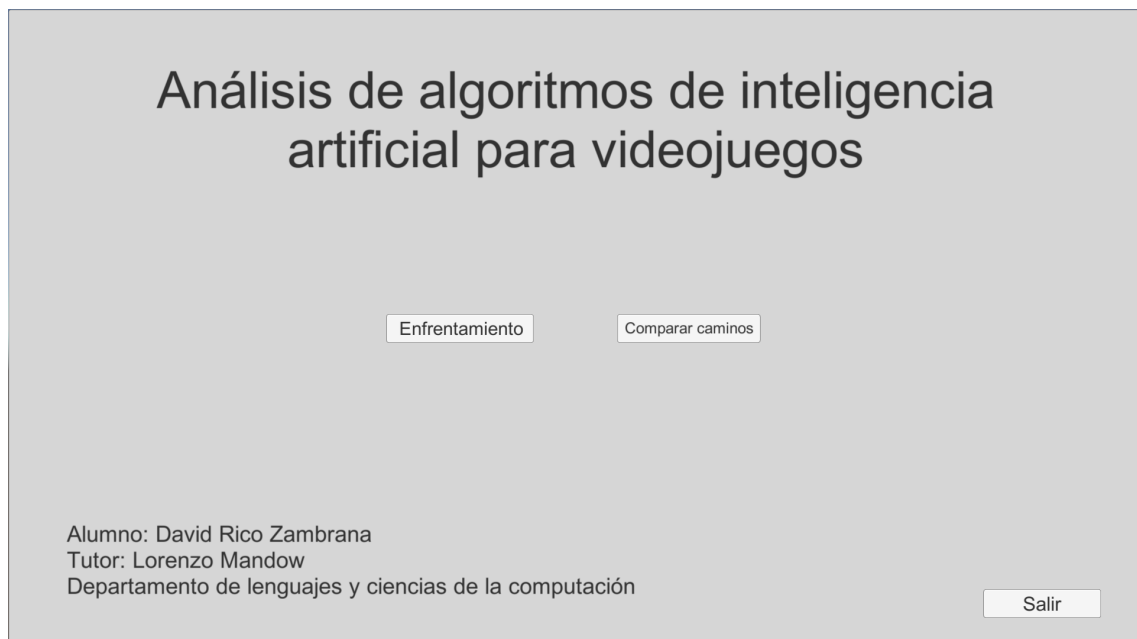 Análisis de algoritmos de inteligencia
artificial para videojuegos
Enfrentamiento
Comparar caminos
Alumno: David Rico Zambrana
Tutor: Lorenzo Mandow
Departamento de lenguajes y ciencias de la computación
Salir